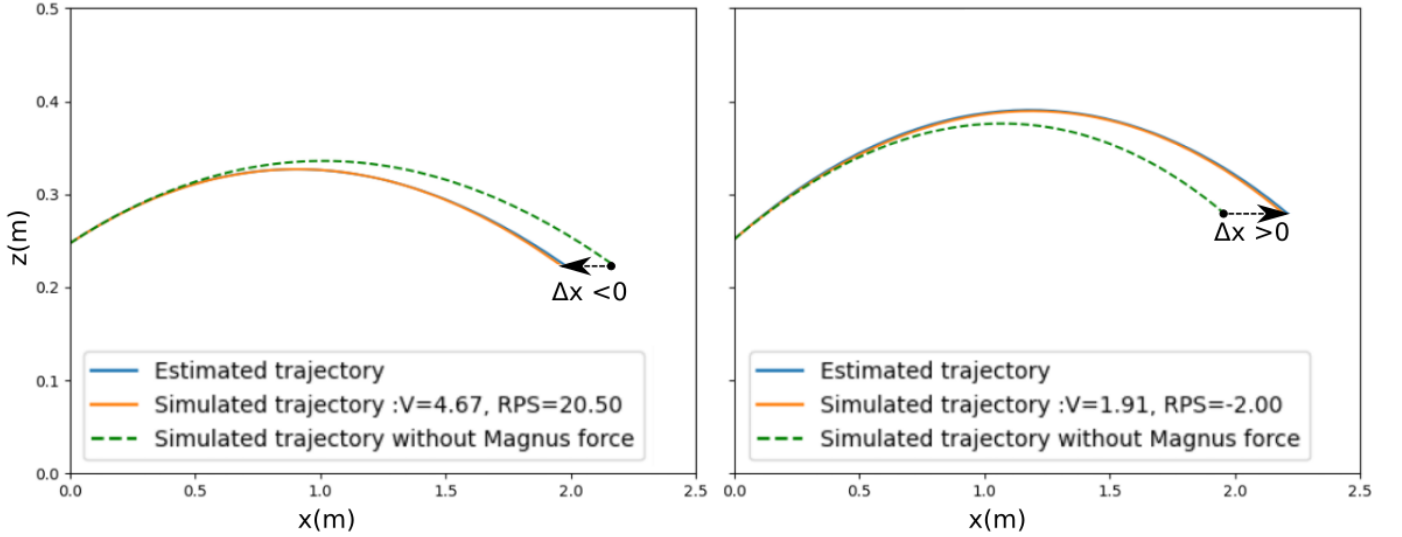 0.5
0.4
0.3
0.2
0.1
0.0
z(m)
0.0 0.5 1.0 1.5 2.0 2.5
x(m)
Δx <0
Estimated trajectory
Simulated trajectory :V=4.67, RPS=20.50
Simulated trajectory without Magnus force
0.0 0.5 1.0 1.5 2.0 2.5
x(m)
Δx >0
Estimated trajectory
Simulated trajectory :V=1.91, RPS=-2.00
Simulated trajectory without Magnus force